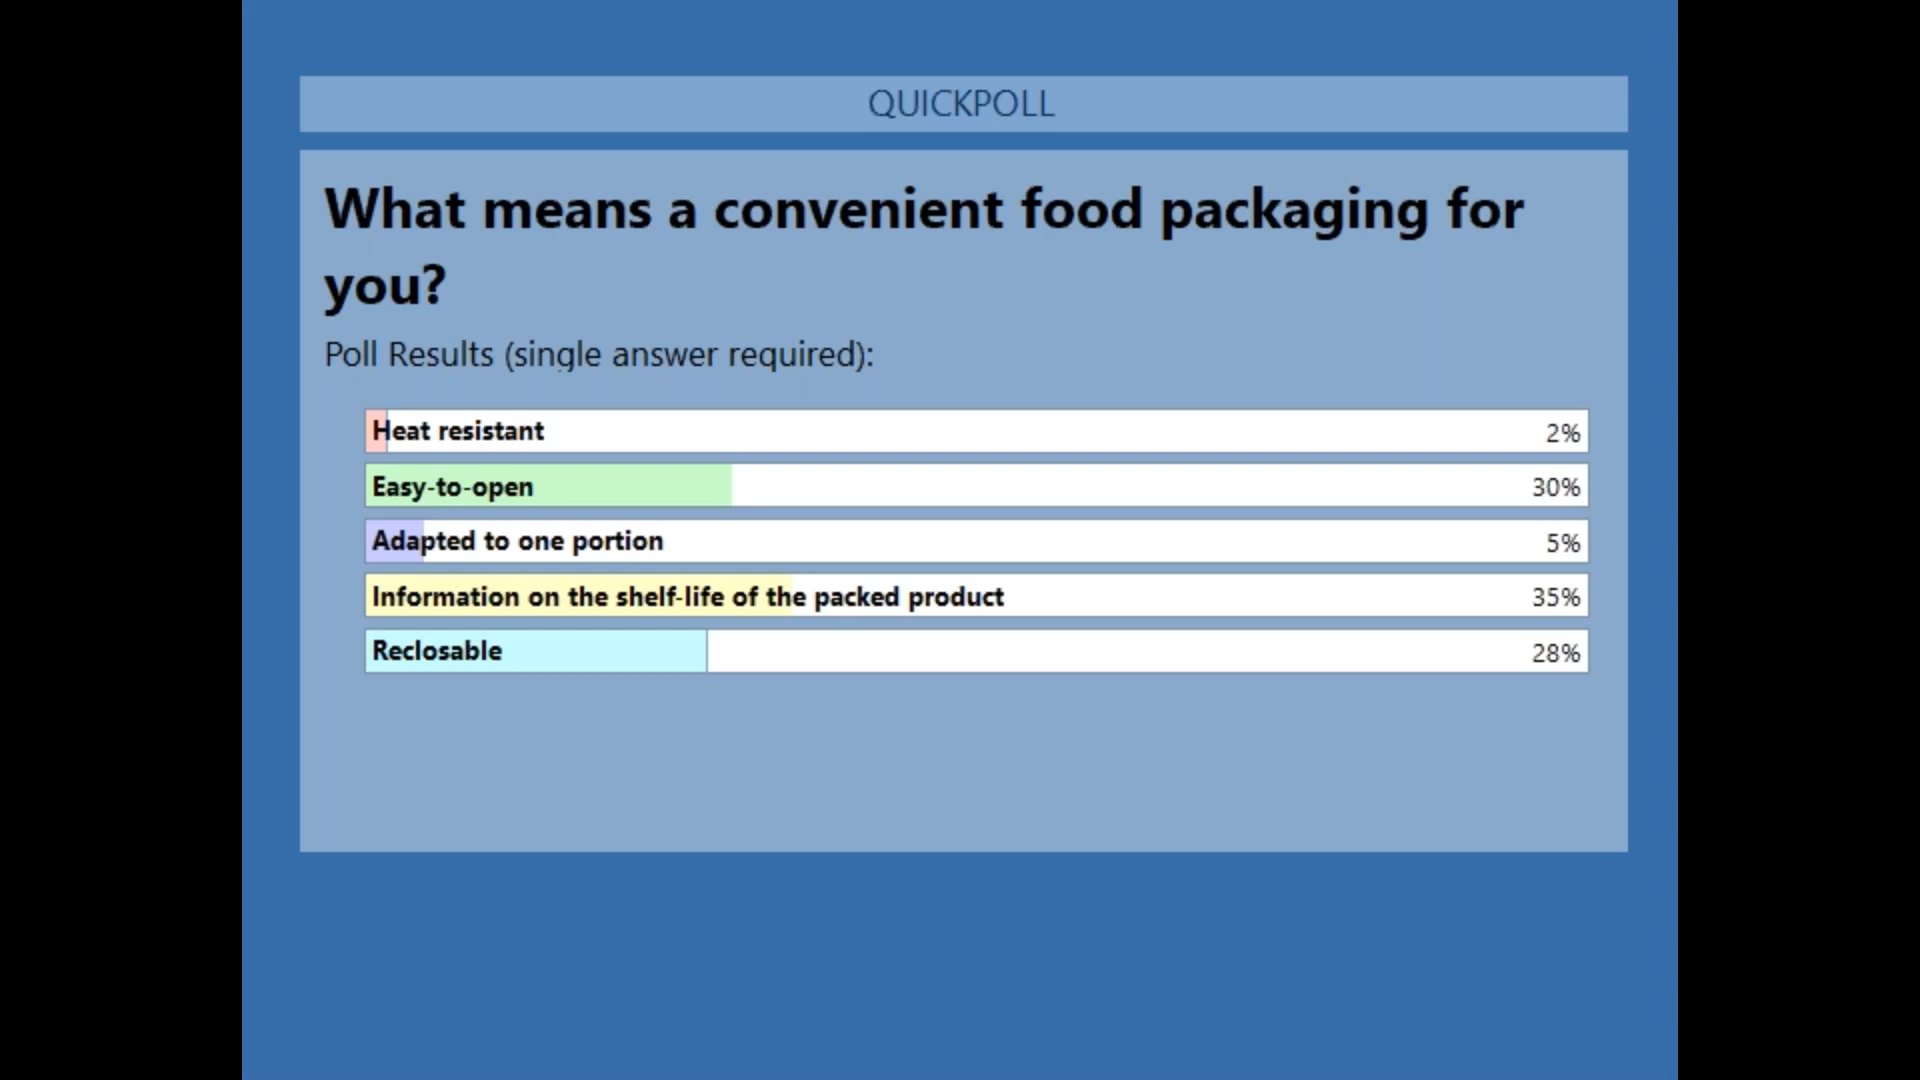 QUICKPOLL
What means a convenient food packaging for
you?
Poll Results (single answer required):
Heat resistant 2%
Easy-to-open 30%
Adapted to one portion 5%
Information on the shelf-life of the packed product 35%
Reclosable 28%